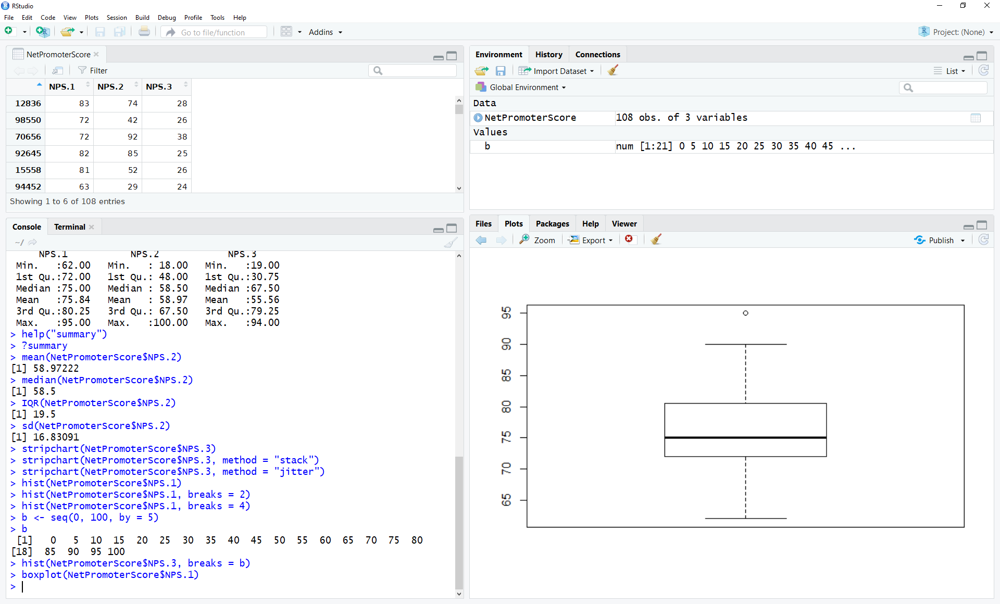 RStudio
File Edit Code View Plots Session Build Debug Profile Tools Help
Go to file/function Addins Project: (None)
NetPromoterScore
Filter
NPS.1 NPS.2 NPS.3
12836 83 74 28
98550 72 42 26
70656 72 92 38
92645 82 85 25
15558 81 52 26
94452 63 29 24
Showing 1 to 6 of 108 entries
Console Terminal
~/
NPS.1 NPS.2 NPS.3
Min. :62.00 Min. : 18.00 Min. :19.00
1st Qu.:72.00 1st Qu.: 48.00 1st Qu.:30.75
Median :75.00 Median : 58.50 Median :67.50
Mean :75.84 Mean : 58.97 Mean :55.56
3rd Qu.:80.25 3rd Qu.: 67.50 3rd Qu.:79.25
Max. :95.00 Max. :100.00 Max. :94.00
> help("summary")
> ?summary
> mean(NetPromoterScore$NPS.2)
[1] 58.97222
> median(NetPromoterScore$NPS.2)
[1] 58.5
> IQR(NetPromoterScore$NPS.2)
[1] 19.5
> sd(NetPromoterScore$NPS.2)
[1] 16.83091
> stripchart(NetPromoterScore$NPS.3)
> stripchart(NetPromoterScore$NPS.3, method = "stack")
> stripchart(NetPromoterScore$NPS.3, method = "jitter")
> hist(NetPromoterScore$NPS.1)
> hist(NetPromoterScore$NPS.1, breaks = 2)
> hist(NetPromoterScore$NPS.1, breaks = 4)
> b <- seq(0, 100, by = 5)
> b
[1] 0 5 10 15 20 25 30 35 40 45 50 55 60 65 70 75 80
[18] 85 90 95 100
> hist(NetPromoterScore$NPS.3, breaks = b)
> boxplot(NetPromoterScore$NPS.1)
>
Environment History Connections
Import Dataset List
Global Environment
Data
NetPromoterScore 108 obs. of 3 variables
Values
b num [1:21] 0 5 10 15 20 25 30 35 40 45 ...
Files Plots Packages Help Viewer
Zoom Export Publish
95
90
85
80
75
70
65